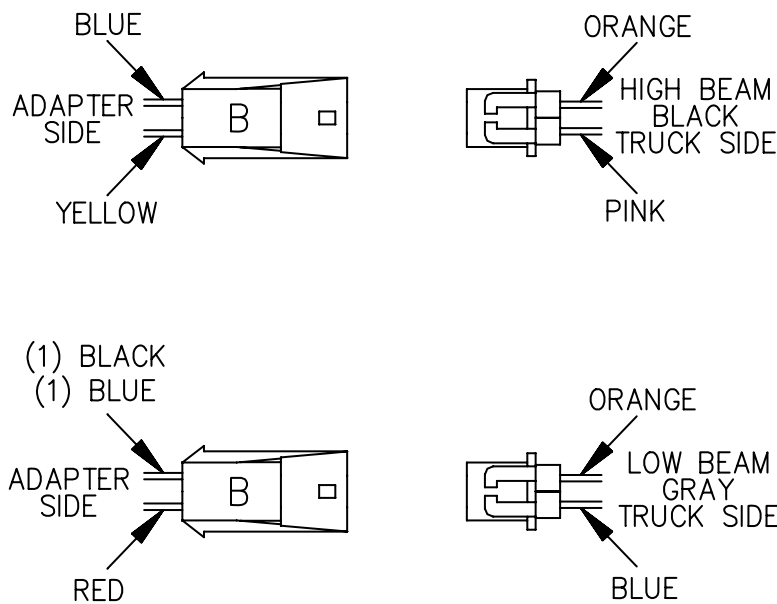 BLUE
ADAPTER
SIDE
B
YELLOW
ORANGE
HIGH BEAM
BLACK
TRUCK SIDE
PINK
(1) BLACK
(1) BLUE
ADAPTER
SIDE
B
RED
ORANGE
LOW BEAM
GRAY
TRUCK SIDE
BLUE